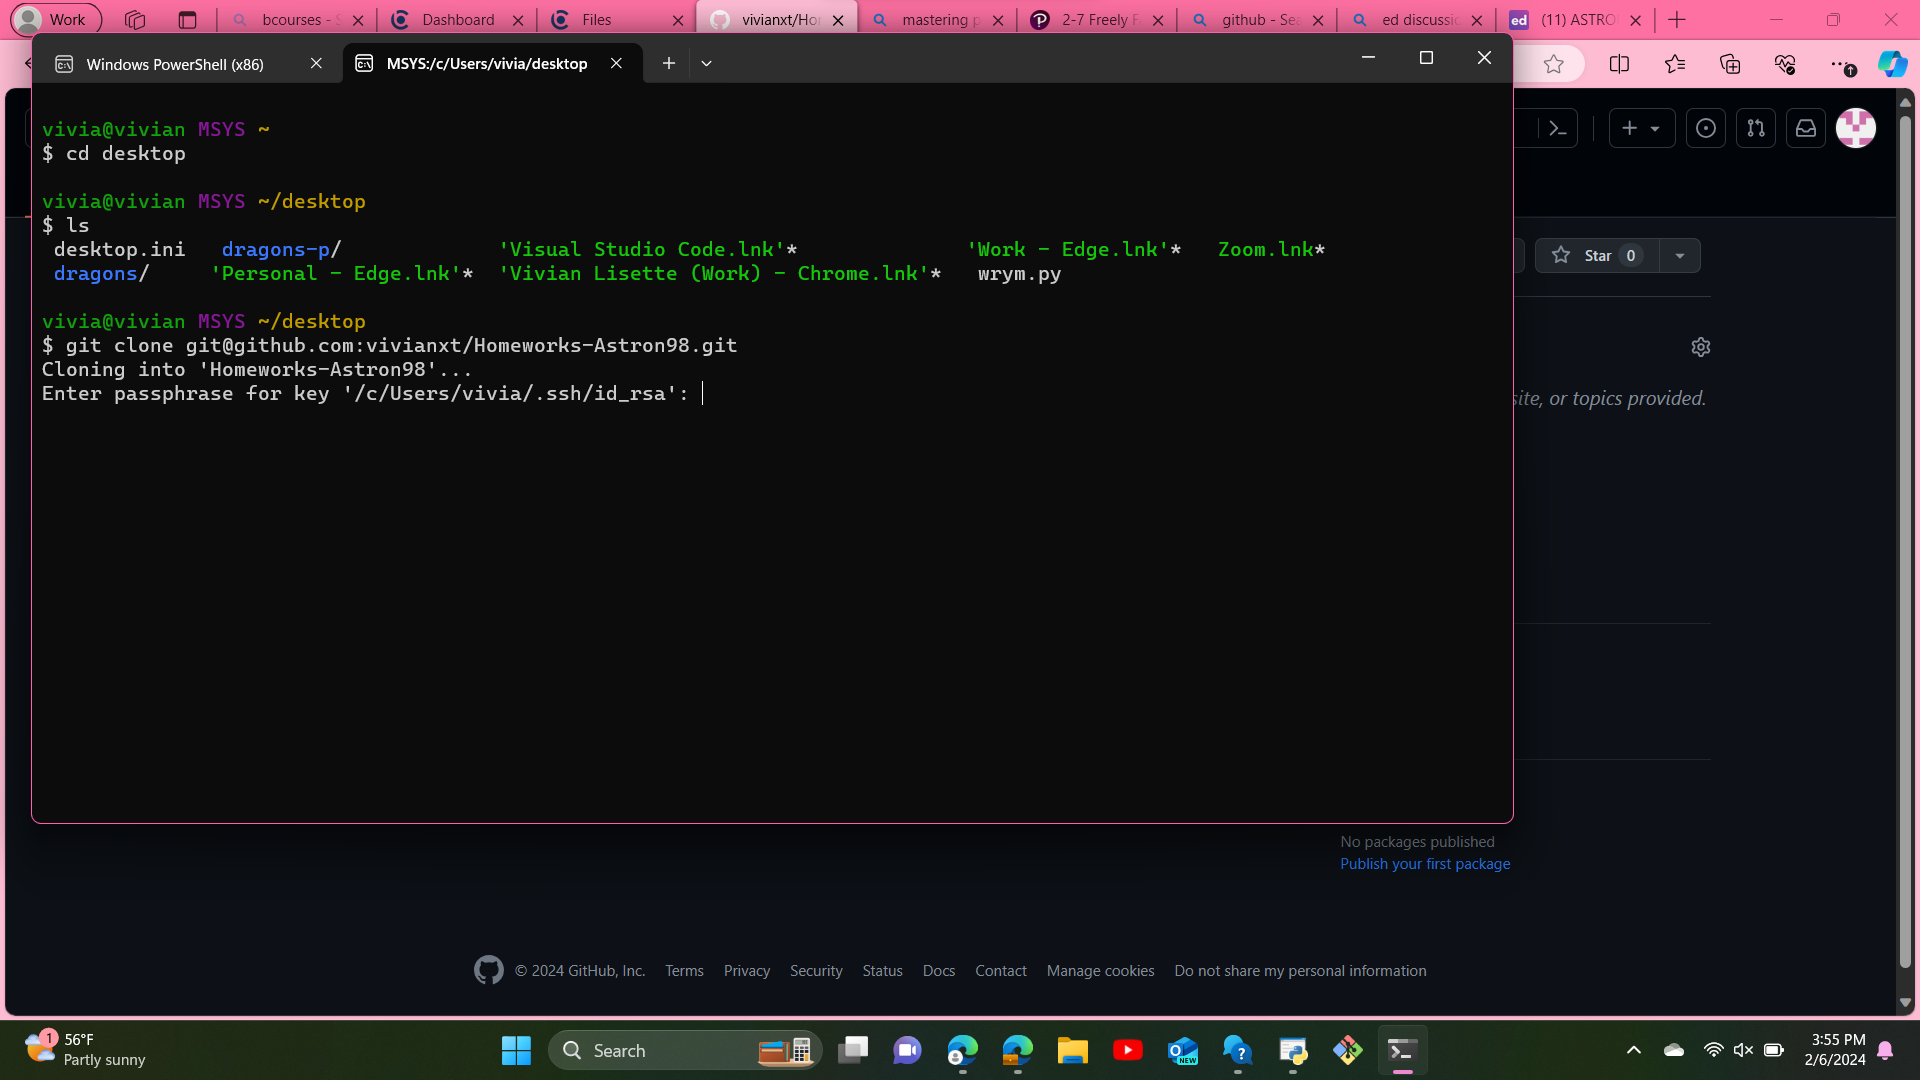 Work
bcourses - S
Dashboard
Files
vivianxt/Ho
mastering p
2-7 Freely F
github - Sea
ed discussi
ed
(11) ASTRO
Windows PowerShell (x86)
MSYS:/c/Users/vivia/desktop
vivia@vivian MSYS ~
$ cd desktop
vivia@vivian MSYS ~/desktop
$ ls
desktop.ini dragons-p/ 'Visual Studio Code.lnk'* 'Work - Edge.lnk'* Zoom.lnk*
dragons/ 'Personal - Edge.lnk'* 'Vivian Lisette (Work) - Chrome.lnk'* wrym.py
vivia@vivian MSYS ~/desktop
$ git clone git@github.com:vivianxt/Homeworks-Astron98.git
Cloning into 'Homeworks-Astron98'...
Enter passphrase for key '/c/Users/vivia/.ssh/id_rsa':
Star 0
site, or topics provided.
No packages published
Publish your first package
© 2024 GitHub, Inc. Terms Privacy Security Status Docs Contact Manage cookies Do not share my personal information
1
56°F
Partly sunny
Search
NEW
3:55 PM
2/6/2024